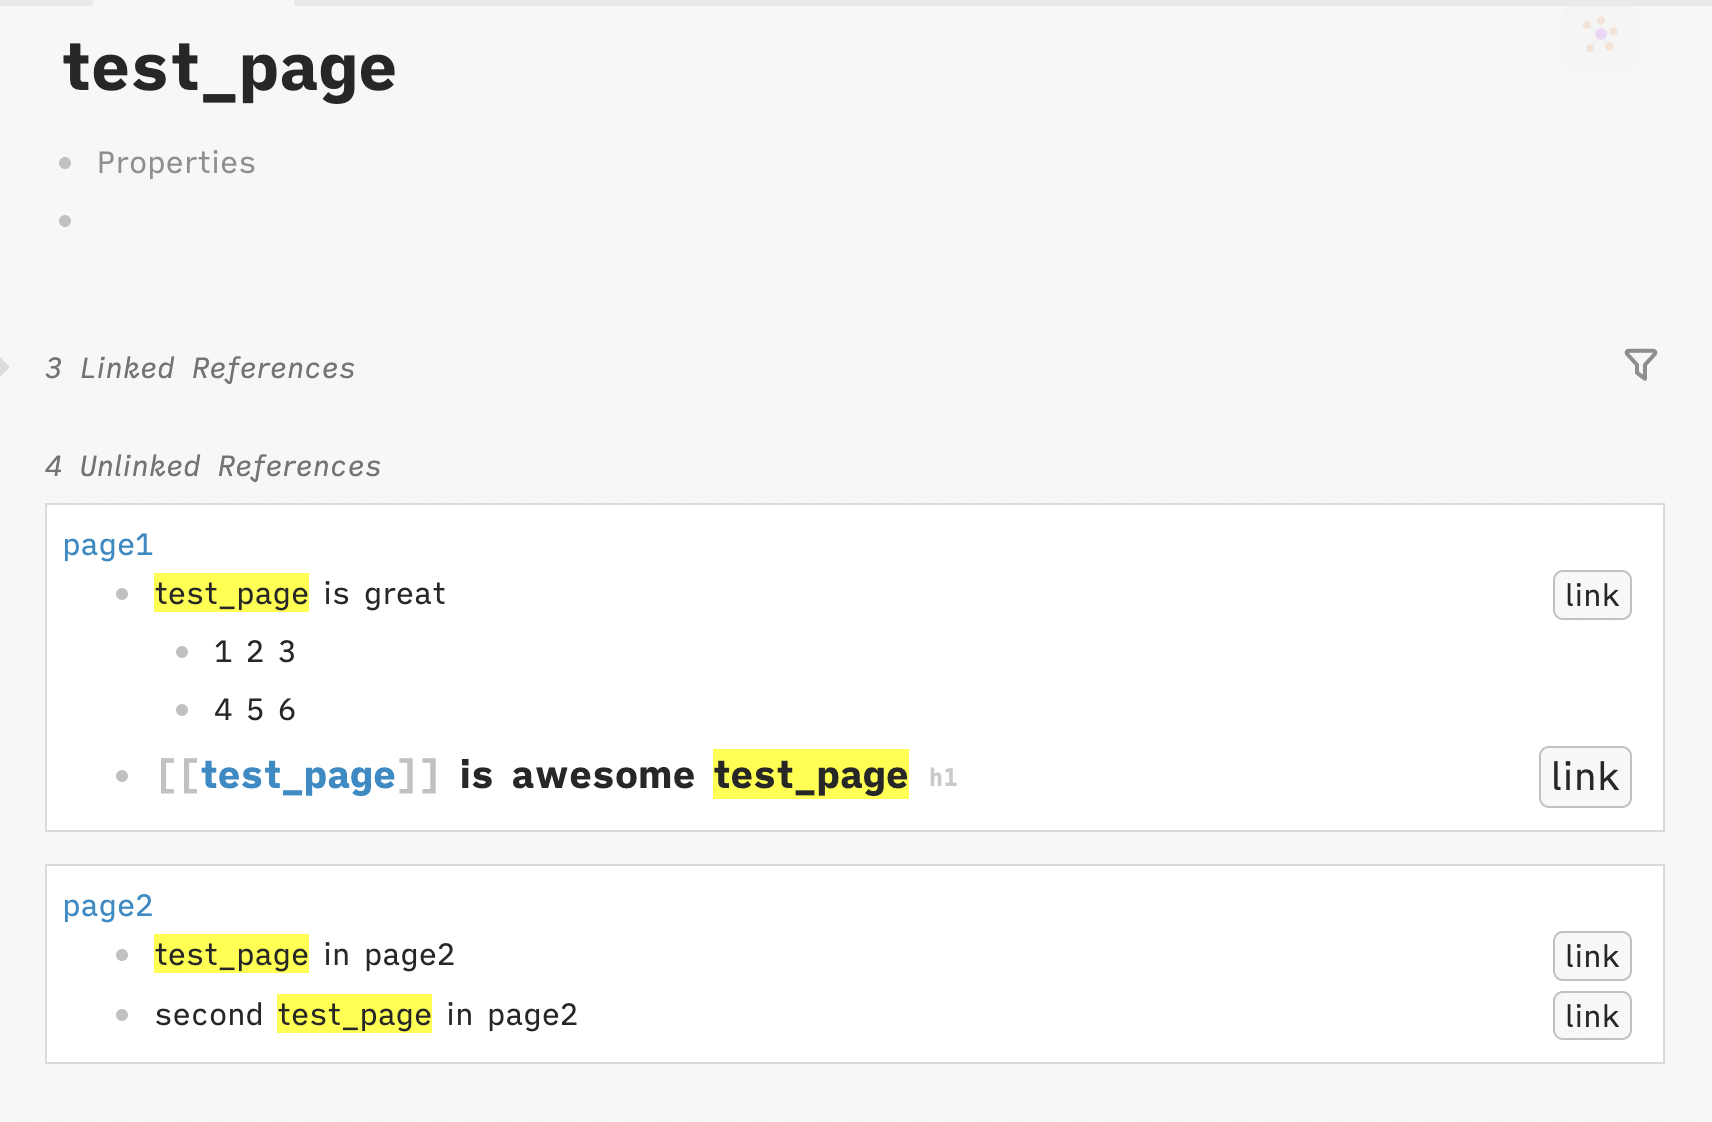 test_page
Properties
3 Linked References
4 Unlinked References
page1
test_page is great link
1 2 3
4 5 6
[[test_page]] is awesome test_page h1 link
page2
test_page in page2 link
second test_page in page2 link